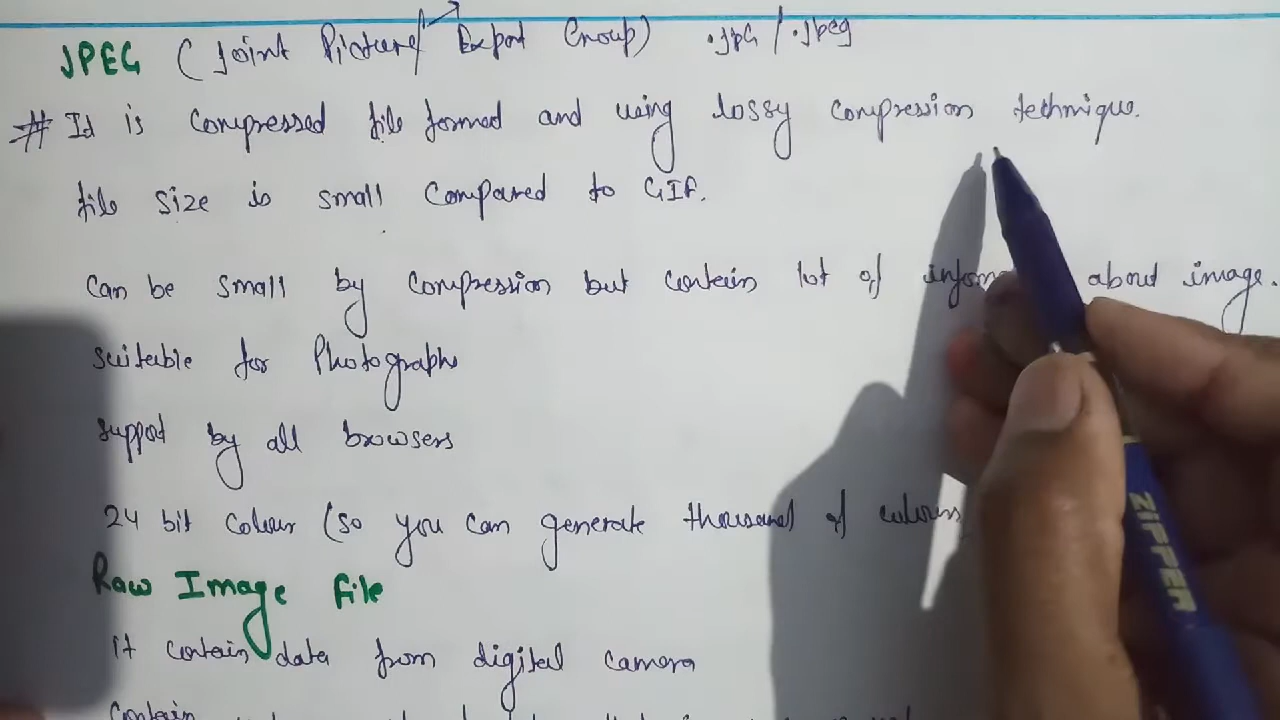 JPEG (Joint Picture/ Expert Group) .JPG / .Jpeg
# It is compressed file formed and using lossy compression technique.
file size is small compared to GIF.
Can be small by compression but contain lot of about image.
suitable for Photographs
support by all browsers
24 bit Colour (so you can generate thousand of colours
Raw Image file
It contain data from digital camera
Contain
ZIPPER